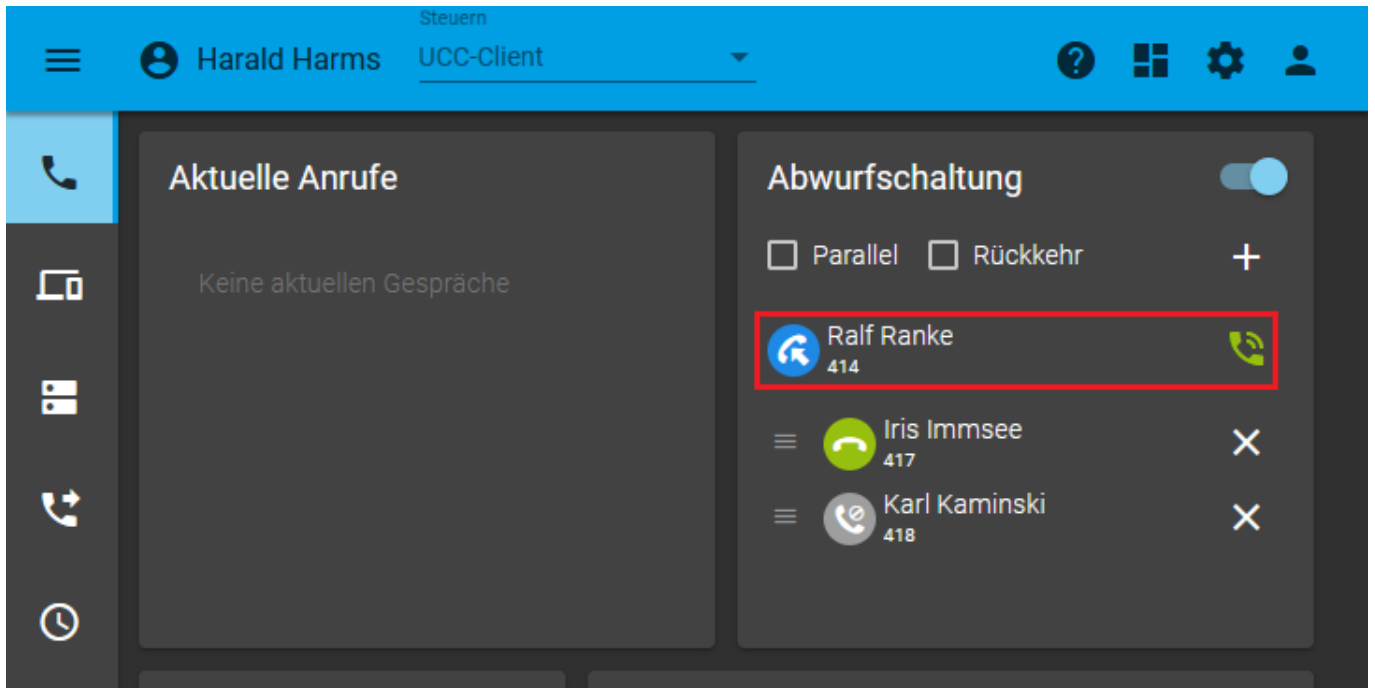 Steuern
Harald Harms
UCC-Client
Aktuelle Anrufe
Keine aktuellen Gespräche
Abwurfschaltung
Parallel
Rückkehr
Ralf Ranke
414
Iris Immsee
417
Karl Kaminski
418